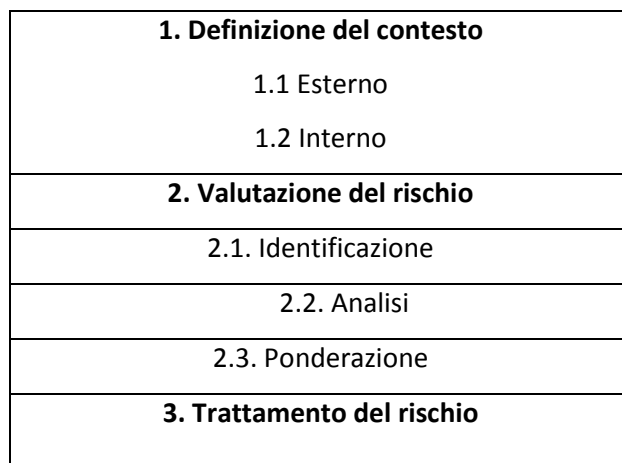 1. Definizione del contesto
1.1 Esterno
1.2 Interno
2. Valutazione del rischio
2.1. Identificazione
2.2. Analisi
2.3. Ponderazione
3. Trattamento del rischio